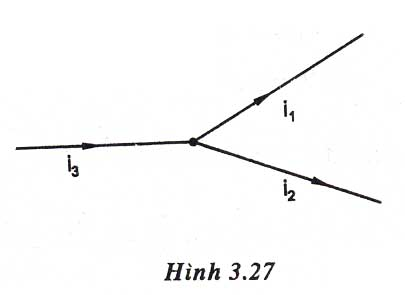 i₁
i₃
i₂
Hình 3.27